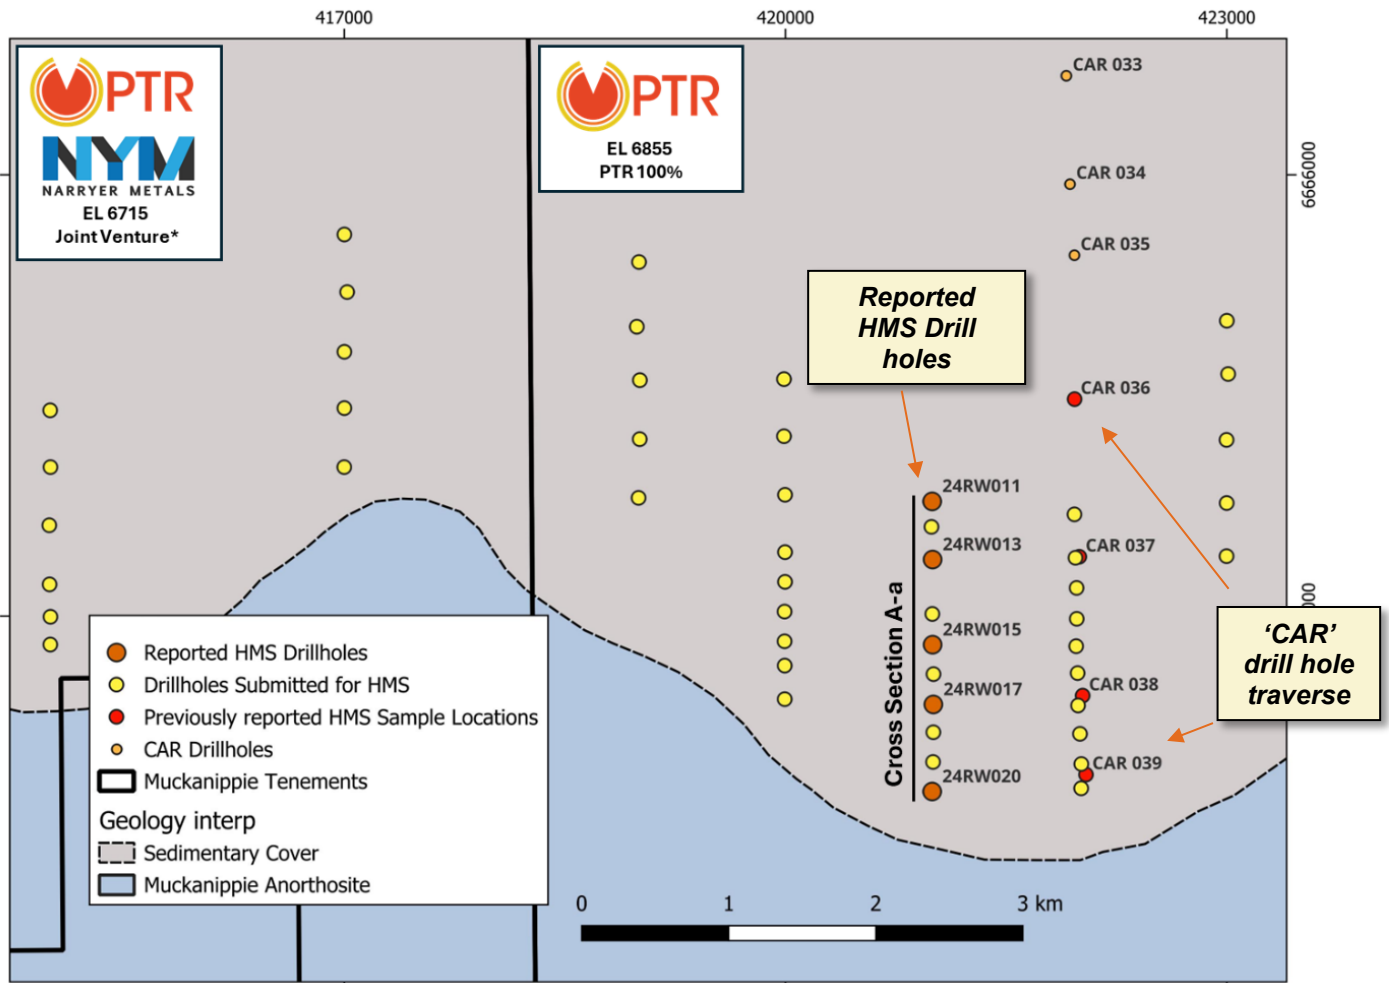 417000
420000
423000
PTR
NYM
NARRYER METALS
EL 6715
Joint Venture*
PTR
EL 6855
PTR 100%
CAR 033
CAR 034
CAR 035
6666000
Reported
HMS Drill
holes
CAR 036
24RW011
24RW013
CAR 037
24RW015
24RW017
CAR 038
CAR 039
24RW020
Cross Section A-a
000
‘CAR’
drill hole
traverse
Reported HMS Drillholes
Drillholes Submitted for HMS
Previously reported HMS Sample Locations
CAR Drillholes
Muckanippie Tenements
Geology interp
Sedimentary Cover
Muckanippie Anorthosite
0 1 2 3 km